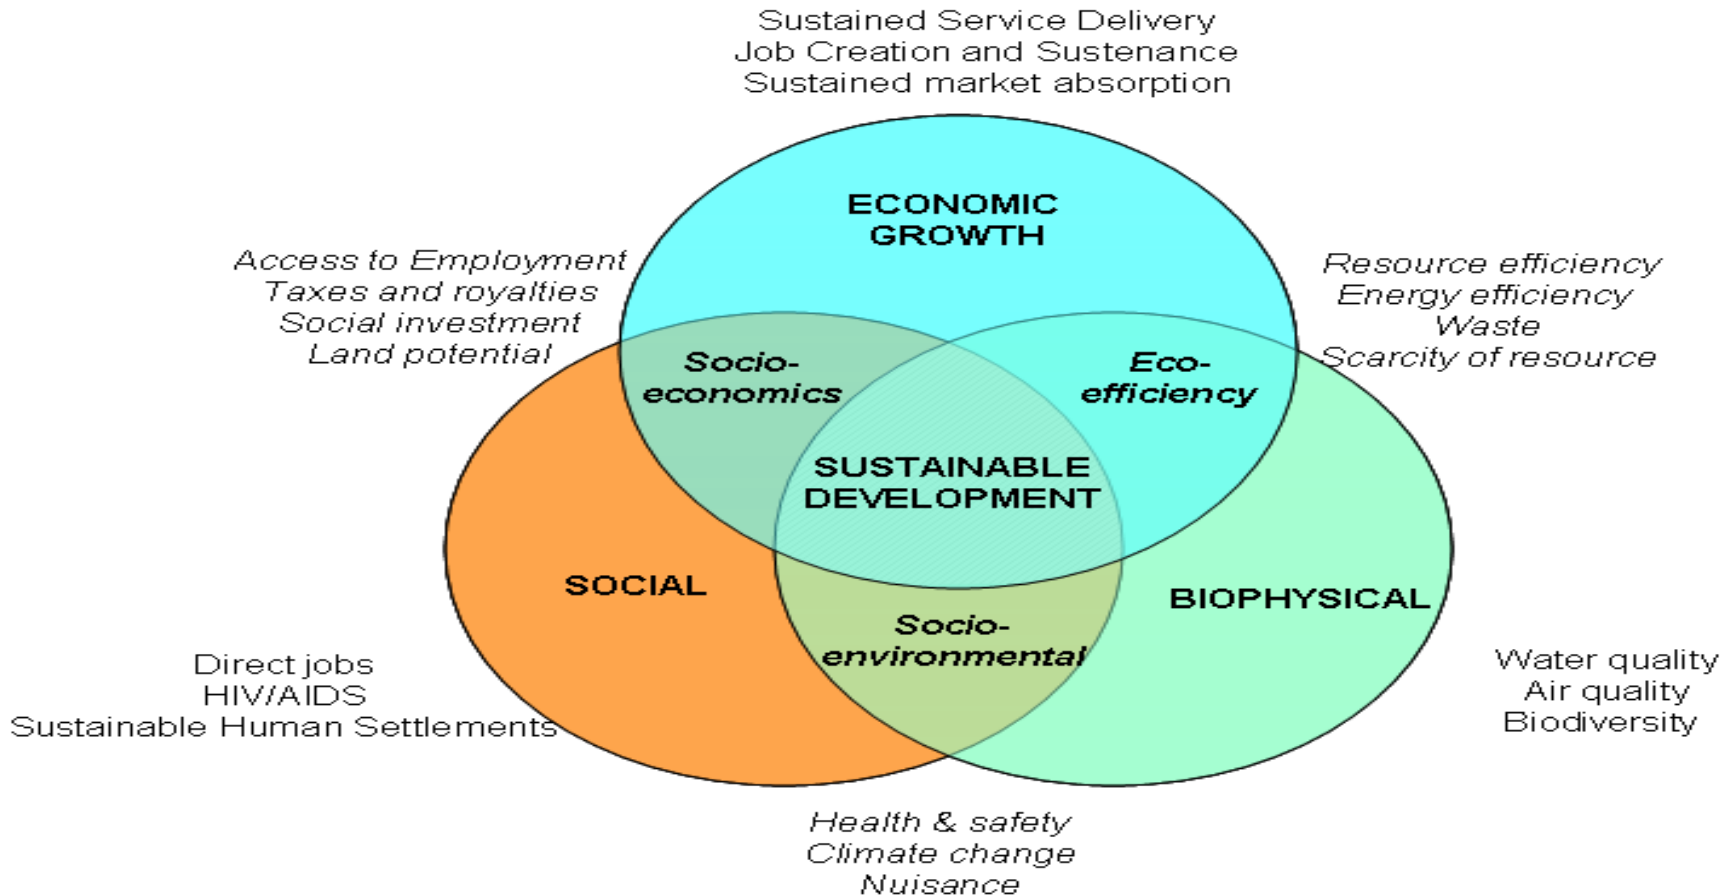 Sustained Service Delivery
Job Creation and Sustenance
Sustained market absorption
ECONOMIC
GROWTH
Access to Employment
Taxes and royalties
Social investment
Land potential
Resource efficiency
Energy efficiency
Waste
Scarcity of resource
Socio-
economics
Eco-
efficiency
SUSTAINABLE
DEVELOPMENT
SOCIAL
BIOPHYSICAL
Socio-
environmental
Direct jobs
HIV/AIDS
Sustainable Human Settlements
Water quality
Air quality
Biodiversity
Health & safety
Climate change
Nuisance